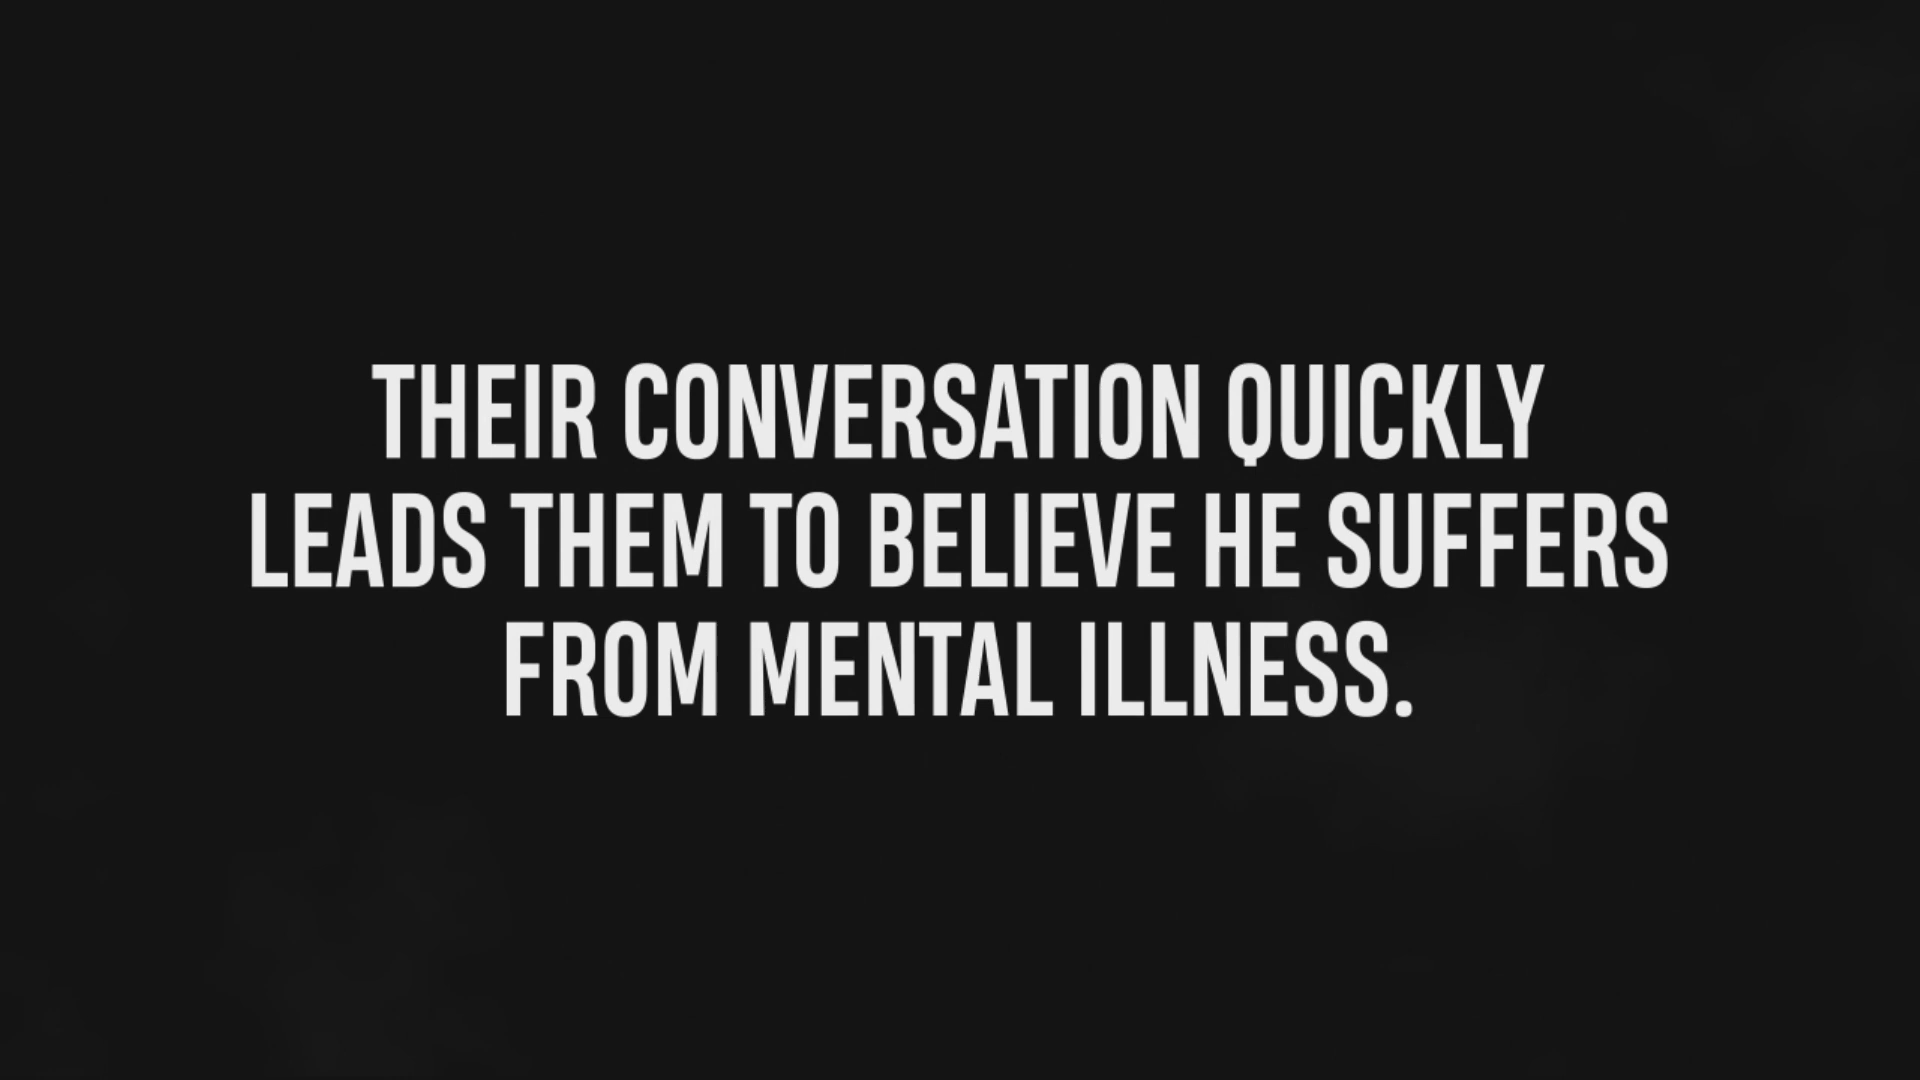 THEIR CONVERSATION QUICKLY
LEADS THEM TO BELIEVE HE SUFFERS
FROM MENTAL ILLNESS.